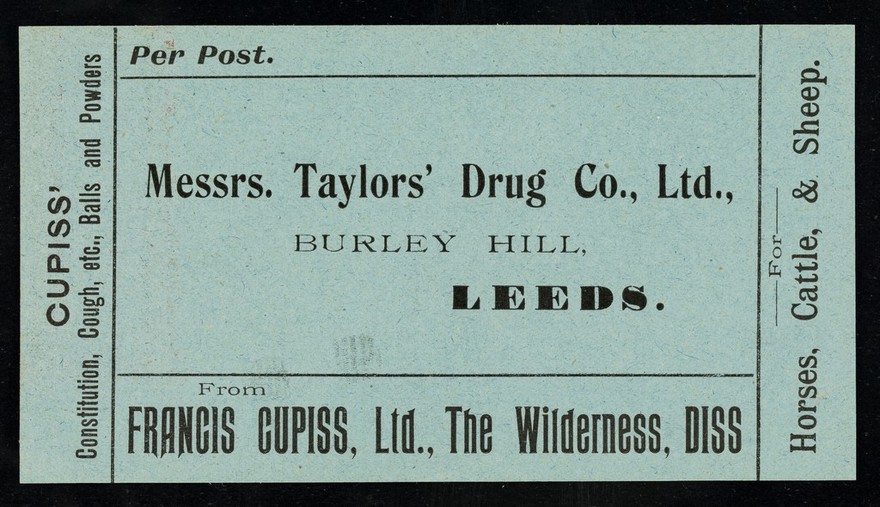 CUPISS'
Constitution, Cough, etc., Balls and Powders
Per Post.
Messrs. Taylors' Drug Co., Ltd.,
BURLEY HILL,
LEEDS.
From
FRANCIS CUPISS, Ltd., The Wilderness, DISS
For
Horses, Cattle, & Sheep.